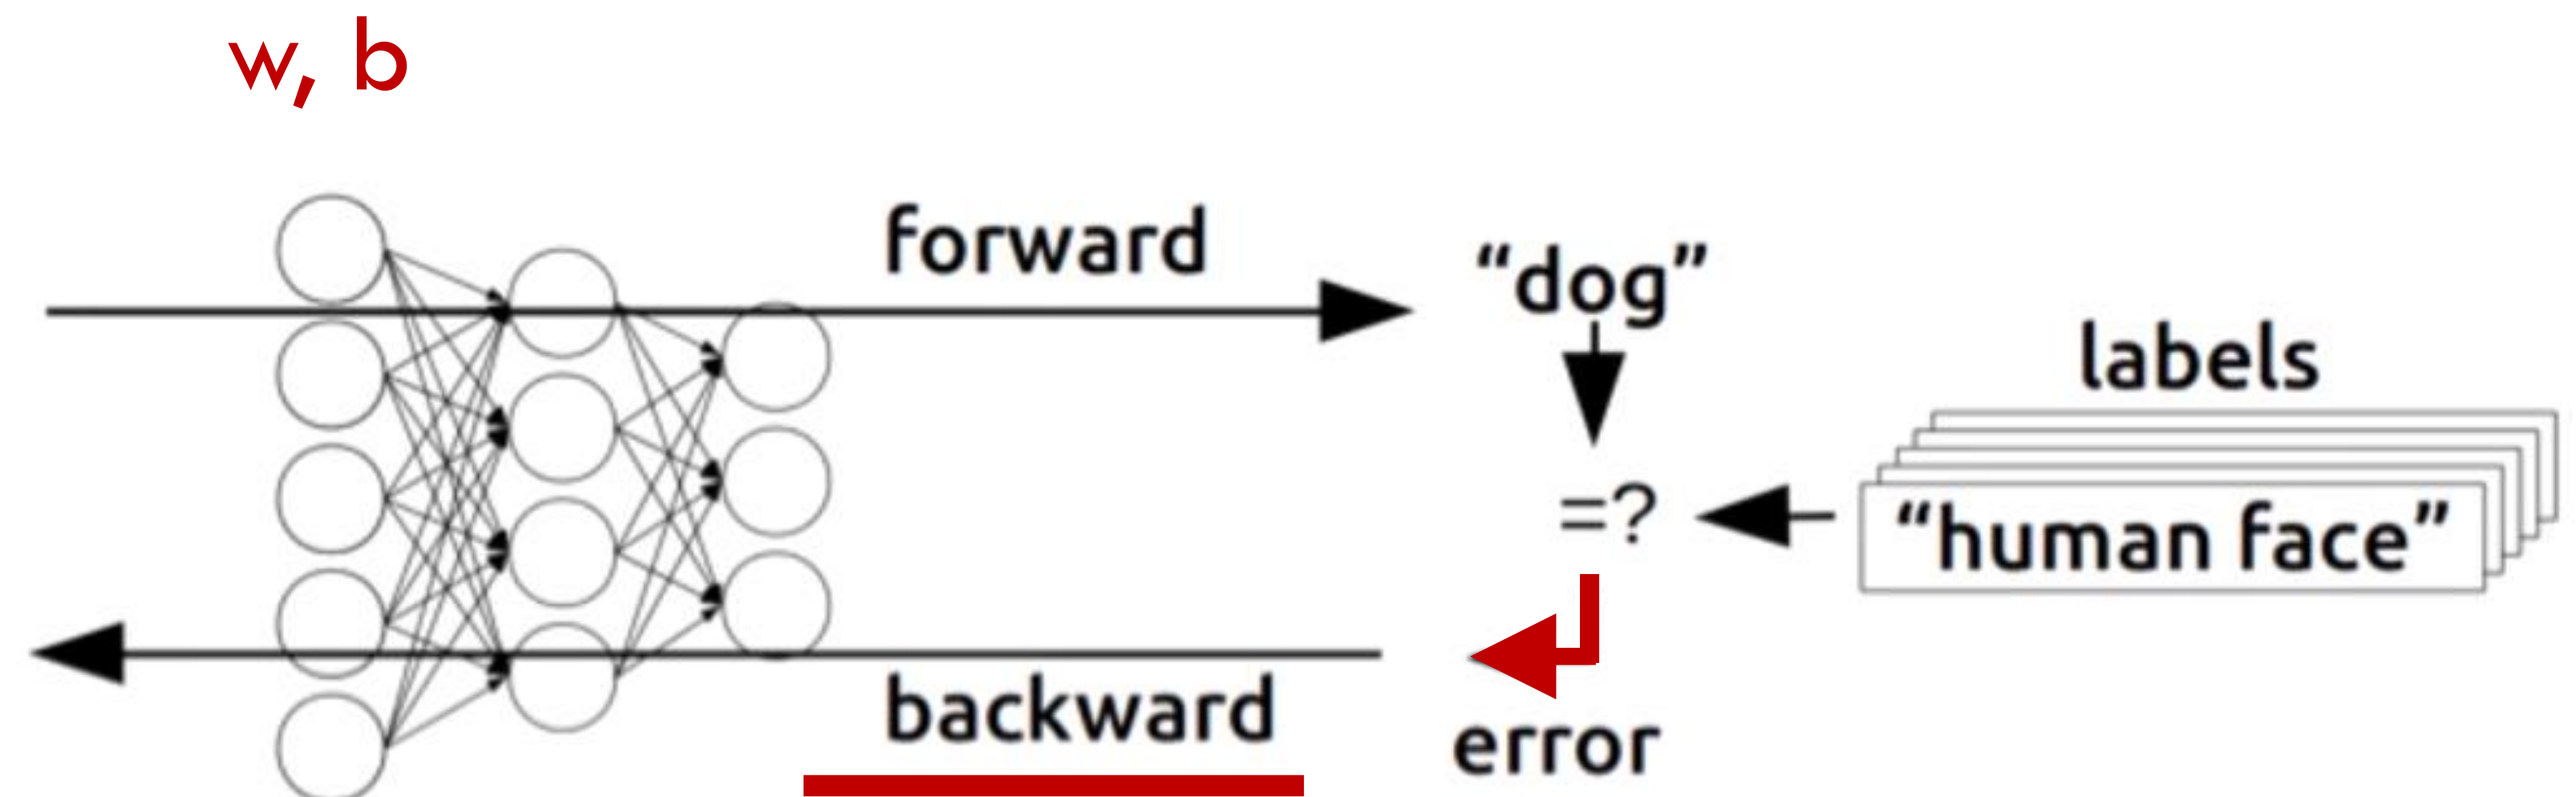 w, b
forward
“dog”
labels
=?
“human face”
backward
error